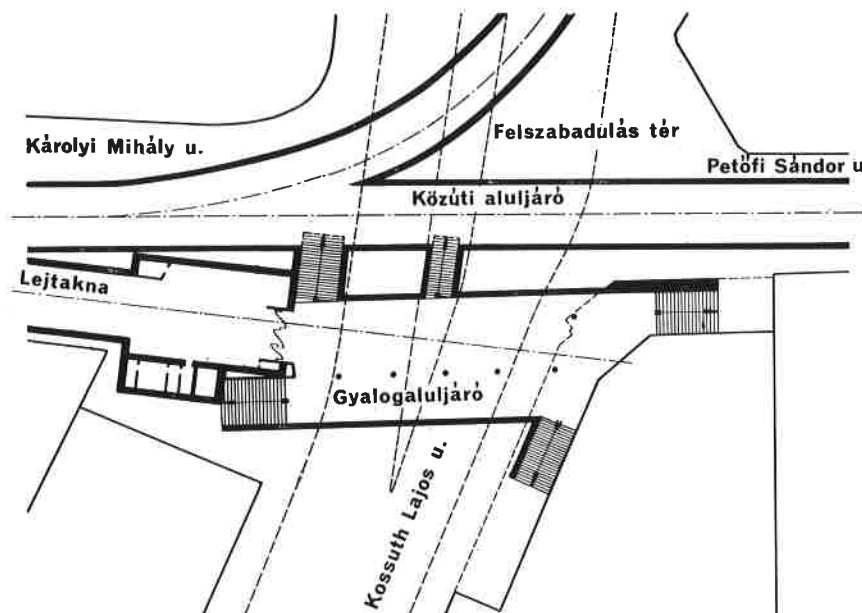 Károlyi Mihály u.
Felszabadulás tér
Petőfi Sándor u
Közúti aluljáró
Lejtakna
Gyalogaluljáró
Kossuth Lajos u.